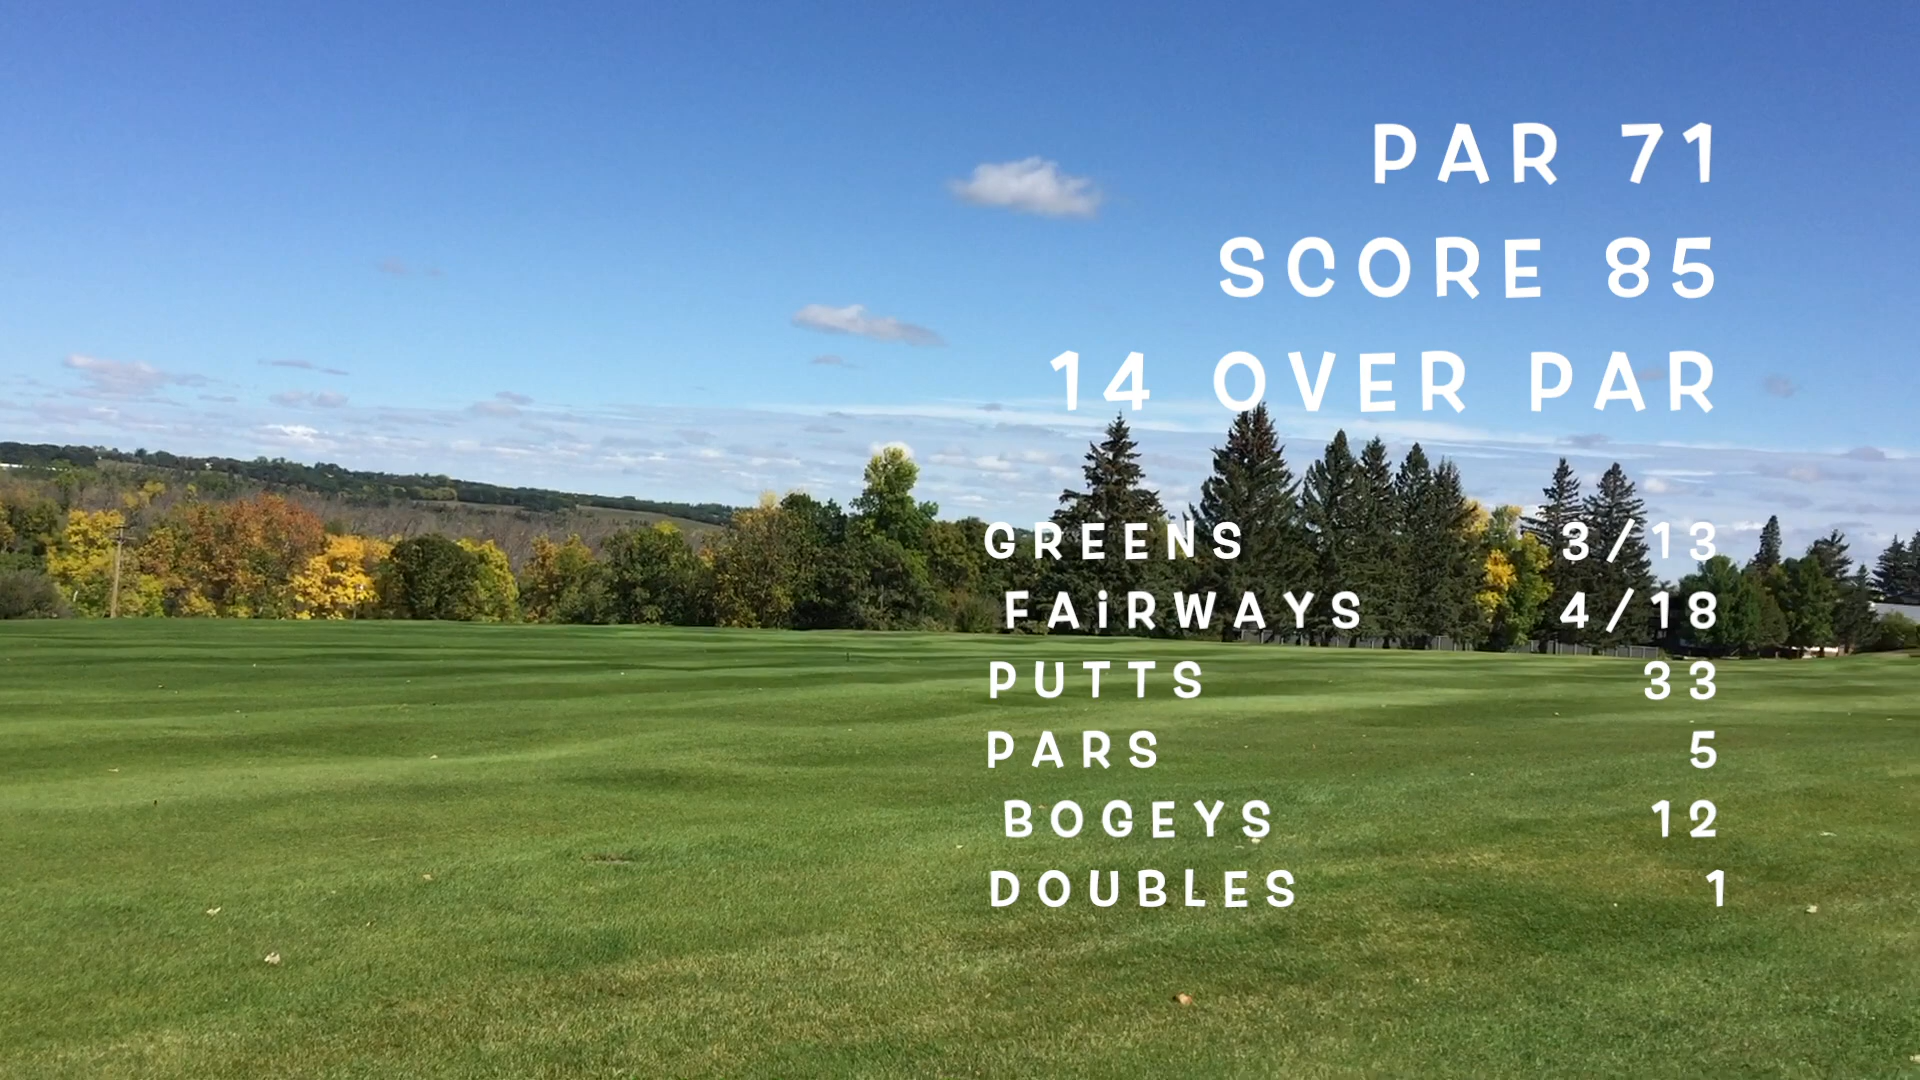 PAR 71
SCORE 85
14 OVER PAR
GREENS 3/13
FAiRWAYS 4/18
PUTTS 33
PARS 5
BOGEYS 12
DOUBLES 1